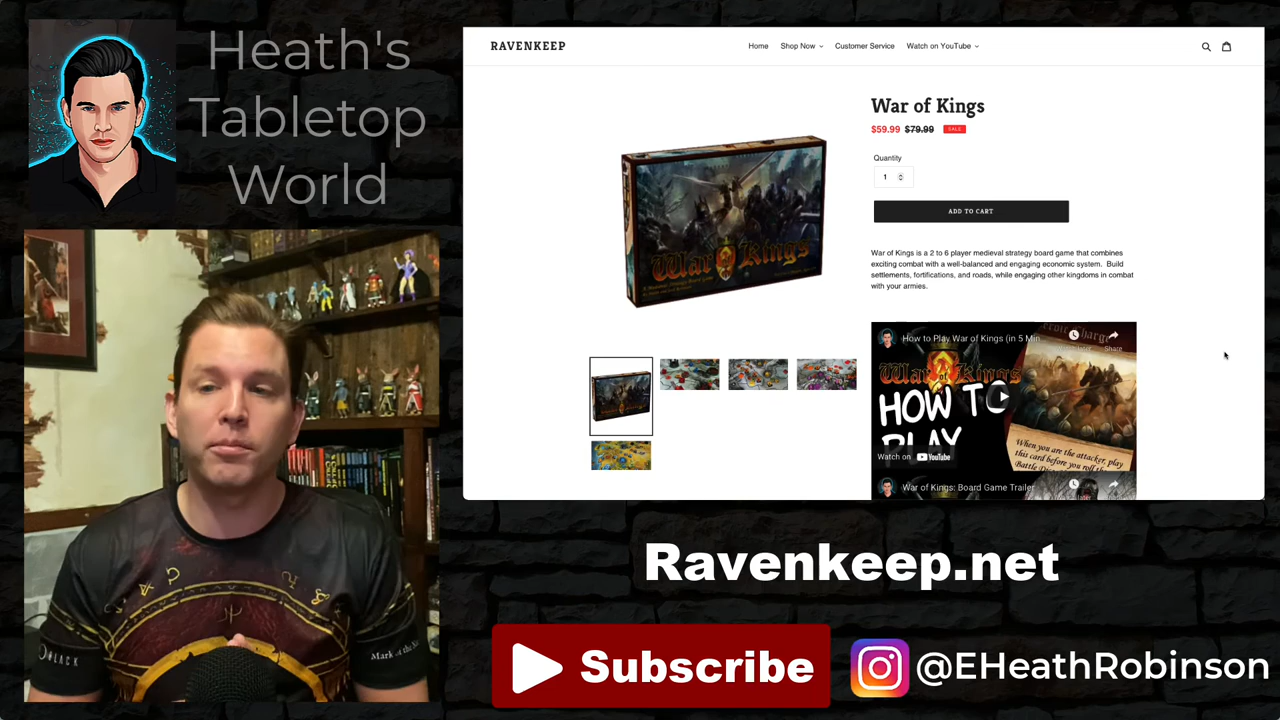 Heath's
Tabletop
World
RAVENKEEP
Home Shop Now Customer Service Watch on YouTube
War of Kings
$59.99 $79.99 SALE
Quantity
1
ADD TO CART
War of Kings is a 2 to 6 player medieval strategy board game that combines
exciting combat with a well-balanced and engaging economic system. Build
settlements, fortifications, and roads, while engaging other kingdoms in combat
with your armies.
War of Kings
How to Play War of Kings (in 5 Min
Share
War of Kings
HOW TO
PLAY
When you are the attacker, play
this card before you roll the
Watch on YouTube
War of Kings: Board Game Trailer
Ravenkeep.net
Subscribe
@EHeathRobinson